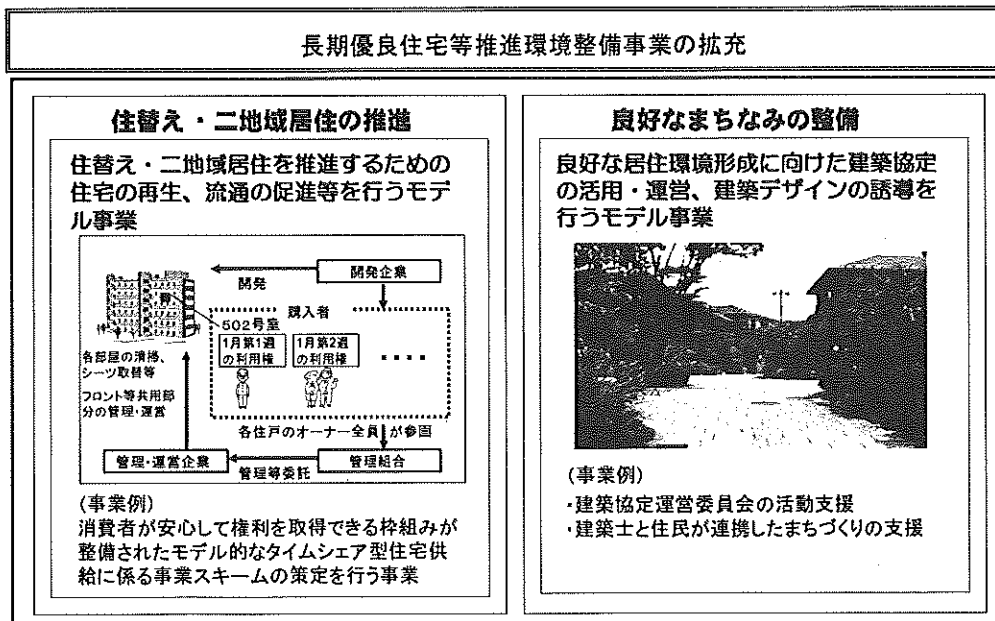 長期優良住宅等推進環境整備事業の拡充
住替え・二地域居住の推進
住替え・二地域居住を推進するための
住宅の再生、流通の促進等を行うモデ
ル事業
開発企業
開発
購入者
502号室
1月第1週
の利用権
1月第2週
の利用権
・・・・
各部屋の清掃、
シーツ取替等
フロント等共用部
分の管理・運営
各住戸のオーナー全員が参画
管理・運営企業
管理組合
管理等委託
(事業例)
消費者が安心して権利を取得できる枠組みが
整備されたモデル的なタイムシェア型住宅供
給に係る事業スキームの策定を行う事業
良好なまちなみの整備
良好な居住環境形成に向けた建築協定
の活用・運営、建築デザインの誘導を
行うモデル事業
(事業例)
・建築協定運営委員会の活動支援
・建築士と住民が連携したまちづくりの支援